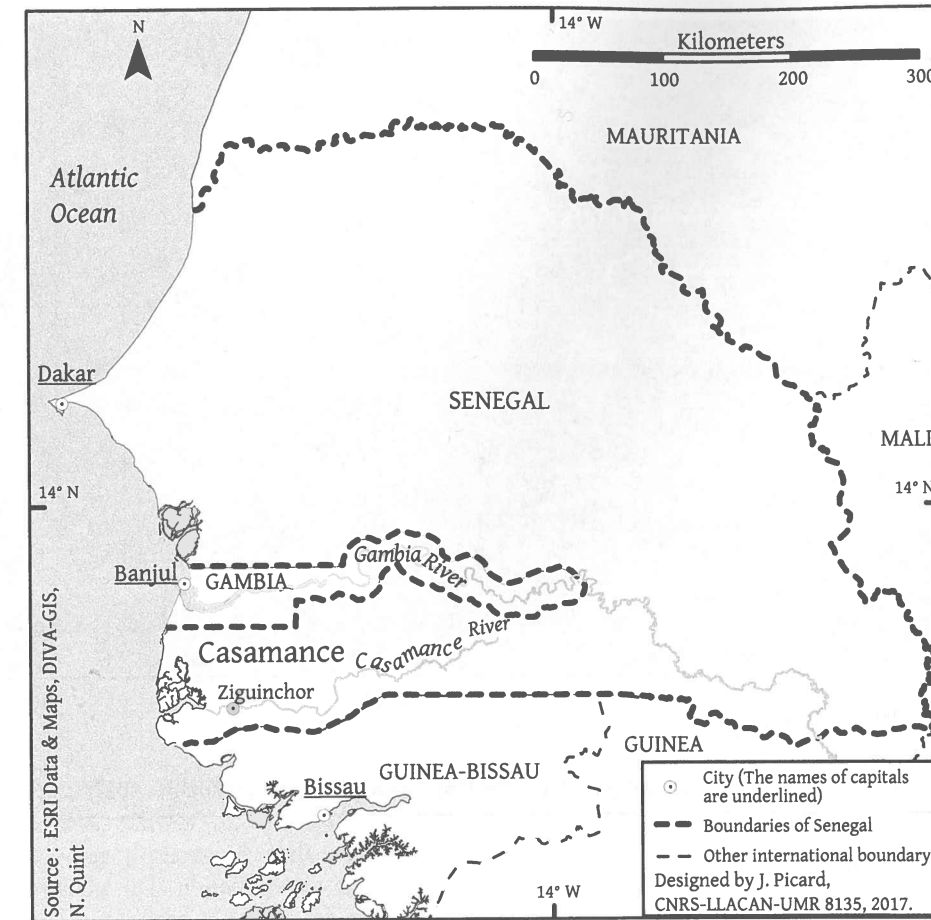 N
14° W
Kilometers
0 100 200 300
MAURITANIA
Atlantic
Ocean
Dakar
SENEGAL
MALI
14° N
14° N
Gambia River
Banjul
GAMBIA
Casamance
Casamance River
Ziguinchor
GUINEA-BISSAU
GUINEA
Bissau
City (The names of capitals
are underlined)
Boundaries of Senegal
Other international boundary
Designed by J. Picard,
CNRS-LLACAN-UMR 8135, 2017.
14° W
Source : ESRI Data & Maps, DIVA-GIS,
N. Quint